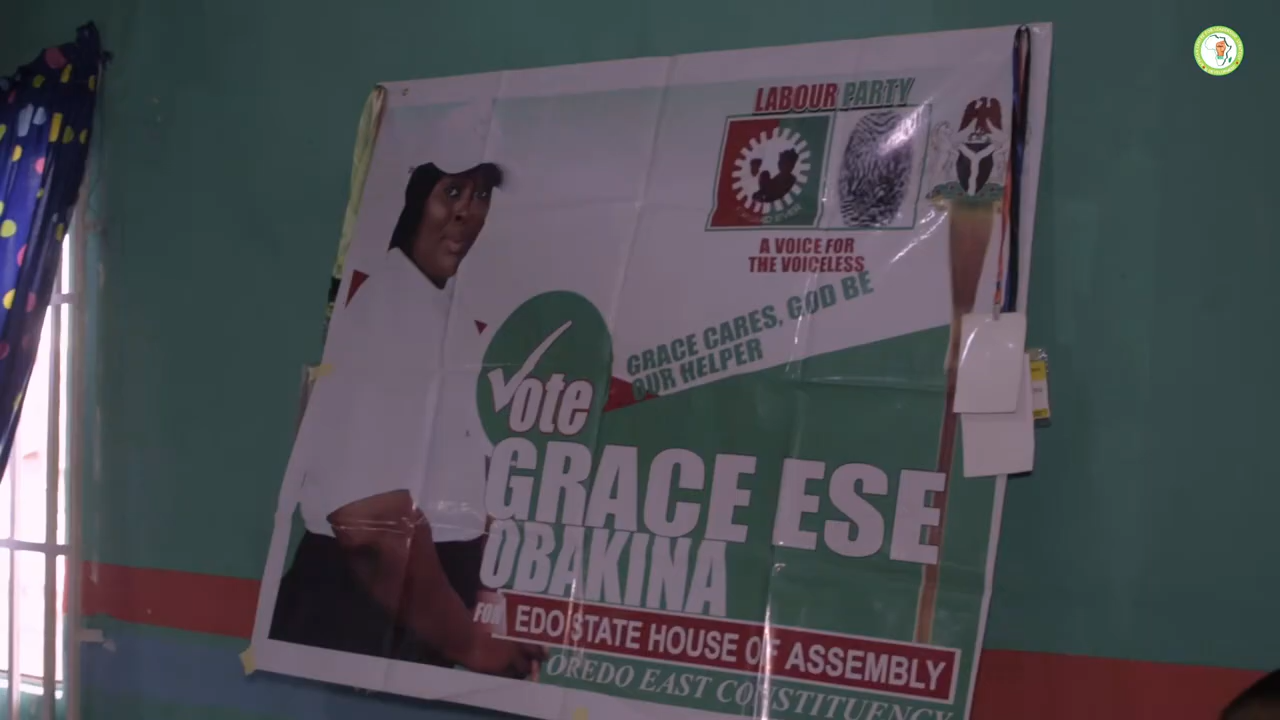 LABOUR PARTY
A VOICE FOR
THE VOICELESS
GRACE CARES, GOD BE
OUR HELPER
Vote
GRACE ESE
OBAKINA
FOR EDO STATE HOUSE OF ASSEMBLY
OREDO EAST CONSTITUENCY